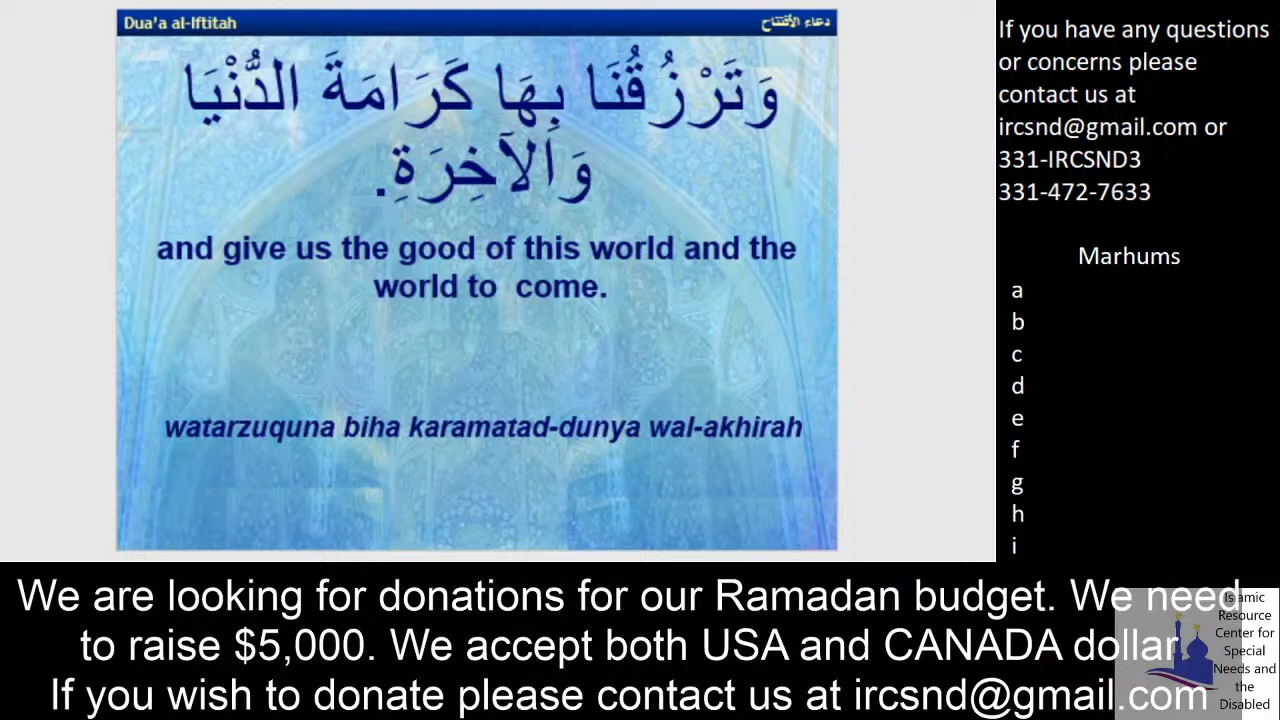 Dua'a al-Iftitah
دعاء الأفتتاح
وَتَرْزُقُنَا بِهَا كَرَامَةَ الدُّنْيَا
وَالآخِرَةِ.
and give us the good of this world and the
world to come.
watarzuquna biha karamatad-dunya wal-akhirah
If you have any questions
or concerns please
contact us at
ircsnd@gmail.com or
331-IRCSND3
331-472-7633
Marhums
a
b
c
d
e
f
g
h
i
We are looking for donations for our Ramadan budget. We need
to raise $5,000. We accept both USA and CANADA dollar
If you wish to donate please contact us at ircsnd@gmail.com
Islamic
Resource
Center for
Special
Needs and
the
Disabled